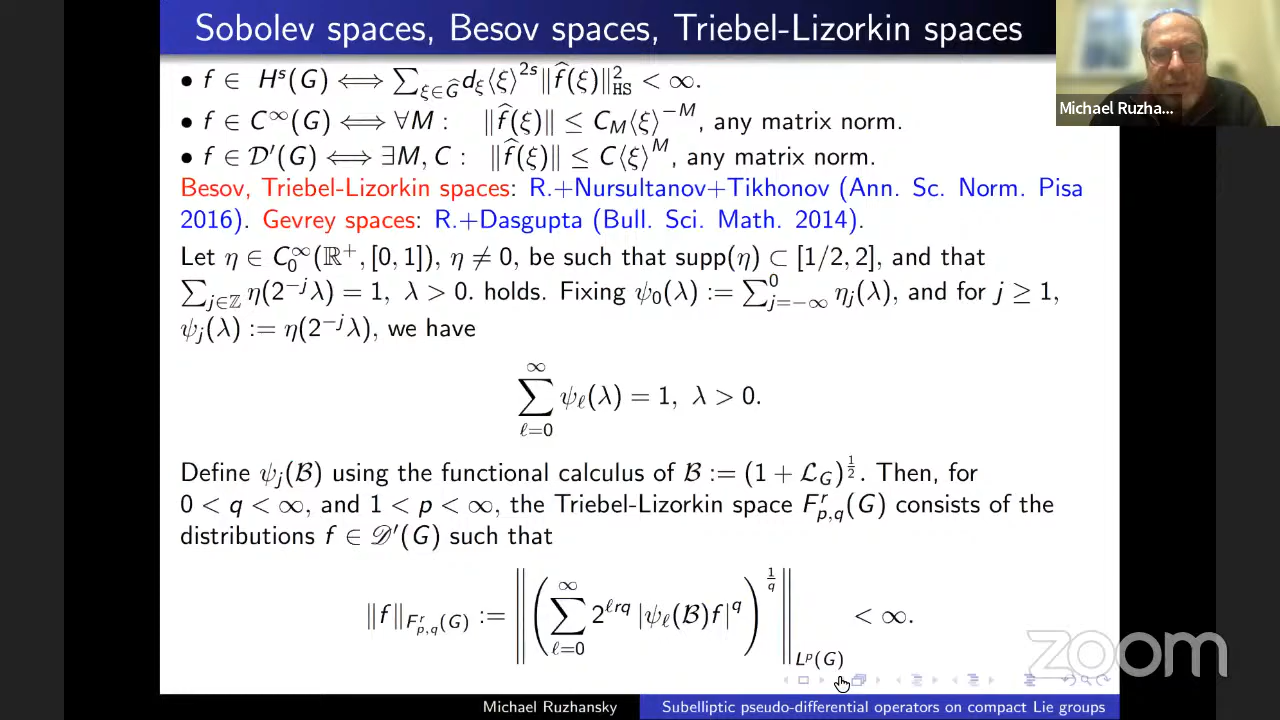 Sobolev spaces, Besov spaces, Triebel-Lizorkin spaces
• f ∈ Hˢ(G) ⟺ ∑_{ξ∈Ĝ} d_ξ⟨ξ⟩^{2s}‖f̂(ξ)‖²_{HS} < ∞.
• f ∈ C^∞(G) ⟺ ∀M : ‖f̂(ξ)‖ ≤ C_M⟨ξ⟩^{−M}, any matrix norm.
• f ∈ 𝒟′(G) ⟺ ∃M, C : ‖f̂(ξ)‖ ≤ C⟨ξ⟩^M, any matrix norm.
Besov, Triebel-Lizorkin spaces: R.+Nursultanov+Tikhonov (Ann. Sc. Norm. Pisa
2016). Gevrey spaces: R.+Dasgupta (Bull. Sci. Math. 2014).
Let η ∈ C_0^∞(ℝ⁺, [0, 1]), η ≠ 0, be such that supp(η) ⊂ [1/2, 2], and that
∑_{j∈ℤ} η(2^{−j}λ) = 1, λ > 0. holds. Fixing ψ_0(λ) := ∑_{j=−∞}^0 η_j(λ), and for j ≥ 1,
ψ_j(λ) := η(2^{−j}λ), we have
∑_{ℓ=0}^∞ ψ_ℓ(λ) = 1, λ > 0.
Define ψ_j(ℬ) using the functional calculus of ℬ := (1 + ℒ_G)^{1/2}. Then, for
0 < q < ∞, and 1 < p < ∞, the Triebel-Lizorkin space F^r_{p,q}(G) consists of the
distributions f ∈ 𝒟′(G) such that
‖f‖_{F^r_{p,q}(G)} := ‖(∑_{ℓ=0}^∞ 2^{ℓrq} |ψ_ℓ(ℬ)f|^q)^{1/q}‖_{L^p(G)} < ∞.
Michael Ruzhansky Subelliptic pseudo-differential operators on compact Lie groups
Michael Ruzha...
zoom